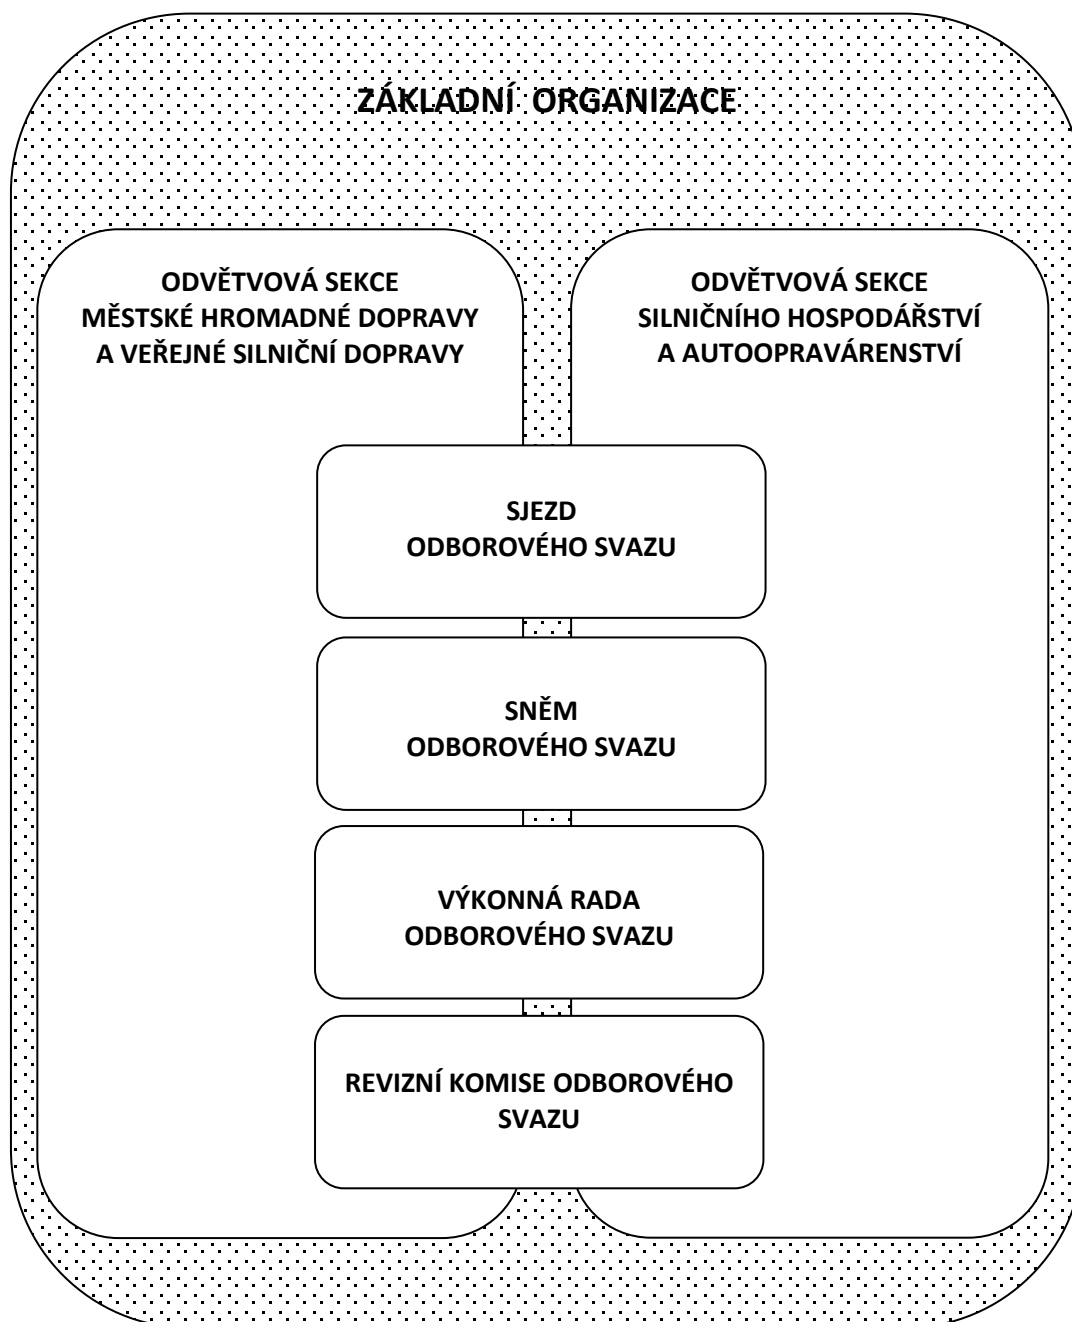 ZÁKLADNÍ ORGANIZACE
ODVĚTVOVÁ SEKCE
MĚSTSKÉ HROMADNÉ DOPRAVY
A VEŘEJNÉ SILNIČNÍ DOPRAVY
ODVĚTVOVÁ SEKCE
SILNIČNÍHO HOSPODÁŘSTVÍ
A AUTOOPRAVÁRENSTVÍ
SJEZD
ODBOROVÉHO SVAZU
SNĚM
ODBOROVÉHO SVAZU
VÝKONNÁ RADA
ODBOROVÉHO SVAZU
REVIZNÍ KOMISE ODBOROVÉHO
SVAZU